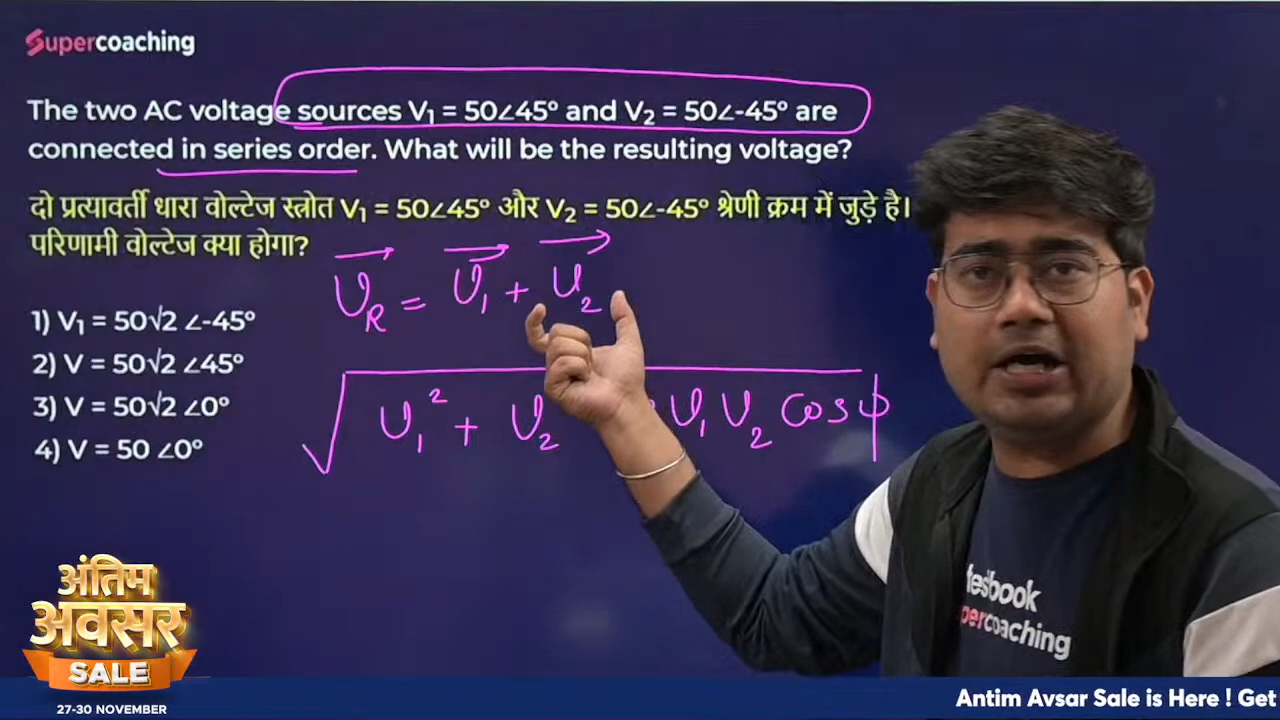 Supercoaching
The two AC voltage sources V₁ = 50∠45° and V₂ = 50∠-45° are
connected in series order. What will be the resulting voltage?
दो प्रत्यावर्ती धारा वोल्टेज स्त्रोत V₁ = 50∠45° और V₂ = 50∠-45° श्रेणी क्रम में जुड़े है।
परिणामी वोल्टेज क्या होगा?
V_R = V₁ + V₂
1) V₁ = 50√2 ∠-45°
2) V = 50√2 ∠45°
3) V = 50√2 ∠0°
4) V = 50 ∠0°
√ V₁² + V₂ V₁ V₂ cos φ
testbook
supercoaching
अंतिम
अवसर
SALE
27-30 NOVEMBER
Antim Avsar Sale is Here ! Get